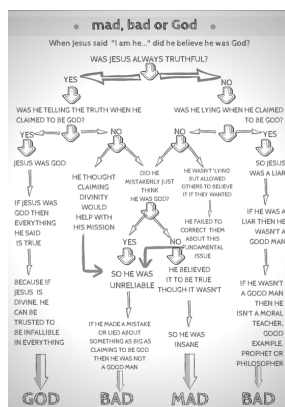 mad, bad or God
When Jesus said "I am he..." did he believe he was God?
WAS JESUS ALWAYS TRUTHFUL?
YES
NO
WAS HE TELLING THE TRUTH WHEN HE
CLAIMED TO BE GOD?
WAS HE LYING WHEN HE CLAIMED
TO BE GOD?
YES
NO
NO
YES
JESUS WAS GOD
IF JESUS WAS
GOD THEN
EVERYTHING
HE SAID
IS TRUE
BECAUSE IF
JESUS IS
DIVINE, HE
CAN BE
TRUSTED TO
BE INFALLIBLE
IN EVERYTHING
HE THOUGHT
CLAIMING
DIVINITY
WOULD
HELP WITH
HIS MISSION
DID HE
MISTAKENLY JUST
THINK
HE WAS GOD?
HE WASN'T 'LYING'
BUT ALLOWED
OTHERS TO BELIEVE
IT IF THEY WANTED
HE FAILED TO
CORRECT THEM
ABOUT THIS
FUNDAMENTAL
ISSUE
YES
NO
SO HE WAS
UNRELIABLE
HE BELIEVED
IT TO BE TRUE
THOUGH IT WASN'T
IF HE MADE A MISTAKE
OR LIED ABOUT
SOMETHING AS BIG AS
CLAIMING TO BE GOD
THEN HE WAS NOT
A GOOD MAN
SO HE WAS
INSANE
SO JESUS
WAS A LIAR
IF HE WAS A
LIAR THEN HE
WASN'T A
GOOD MAN
IF HE WASN'T
A GOOD MAN
THEN HE
ISN'T A MORAL
TEACHER,
GOOD
EXAMPLE,
PROPHET OR
PHILOSOPHER
GOD
BAD
MAD
BAD